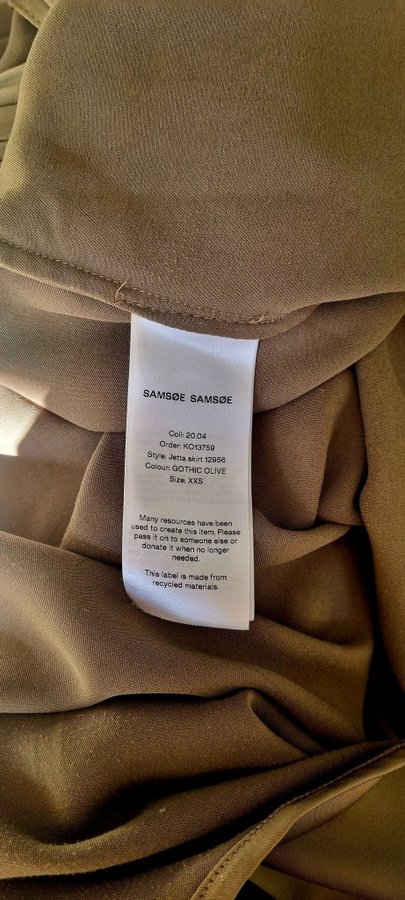 SAMSØE SAMSØE
Coll: 20.04
Order: KO13759
Style: Jetta skirt 12956
Colour: GOTHIC OLIVE
Size: XXS
Many resources have been
used to create this item. Please
pass it on to someone else or
donate it when no longer
needed.
This label is made from
recycled materials.